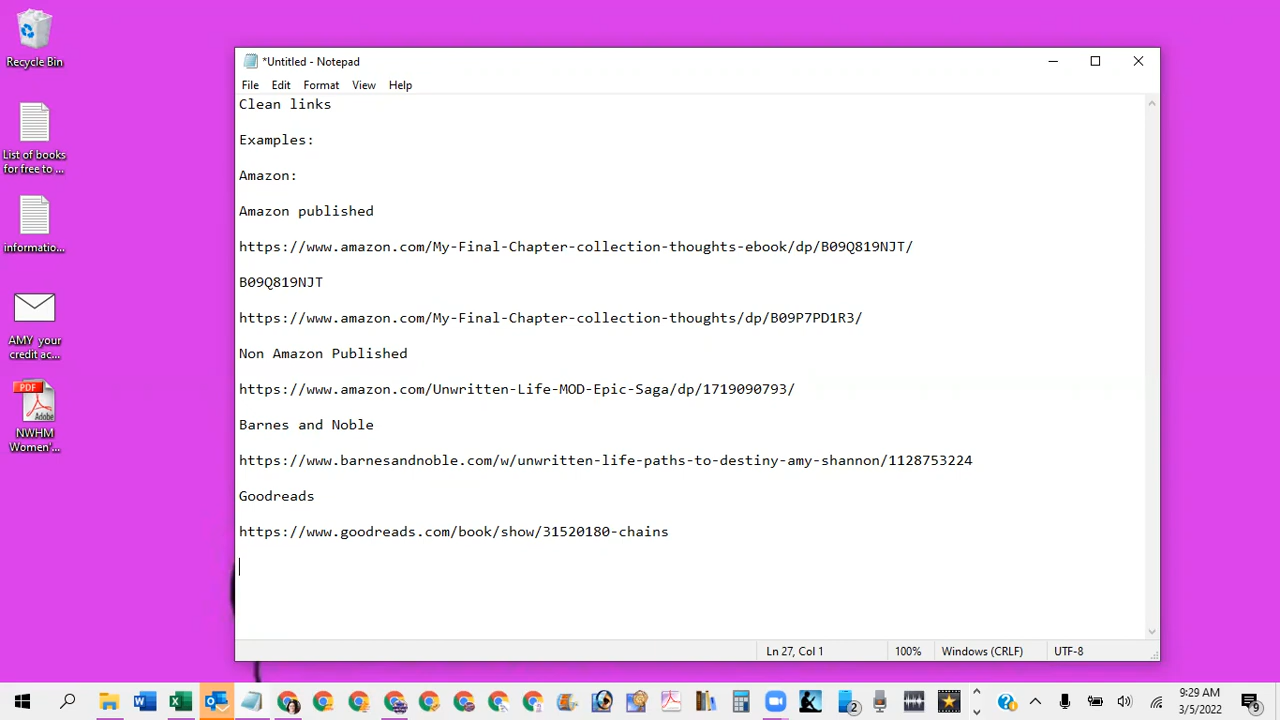 Recycle Bin
List of books
for free to ...
informatio...
AMY your
credit ac...
PDF
Adobe
NWHM
Women'...
*Untitled - Notepad
File Edit Format View Help
Clean links
Examples:
Amazon:
Amazon published
https://www.amazon.com/My-Final-Chapter-collection-thoughts-ebook/dp/B09Q819NJT/
B09Q819NJT
https://www.amazon.com/My-Final-Chapter-collection-thoughts/dp/B09P7PD1R3/
Non Amazon Published
https://www.amazon.com/Unwritten-Life-MOD-Epic-Saga/dp/1719090793/
Barnes and Noble
https://www.barnesandnoble.com/w/unwritten-life-paths-to-destiny-amy-shannon/1128753224
Goodreads
https://www.goodreads.com/book/show/31520180-chains
Ln 27, Col 1 100% Windows (CRLF) UTF-8
2
9:29 AM
3/5/2022
9